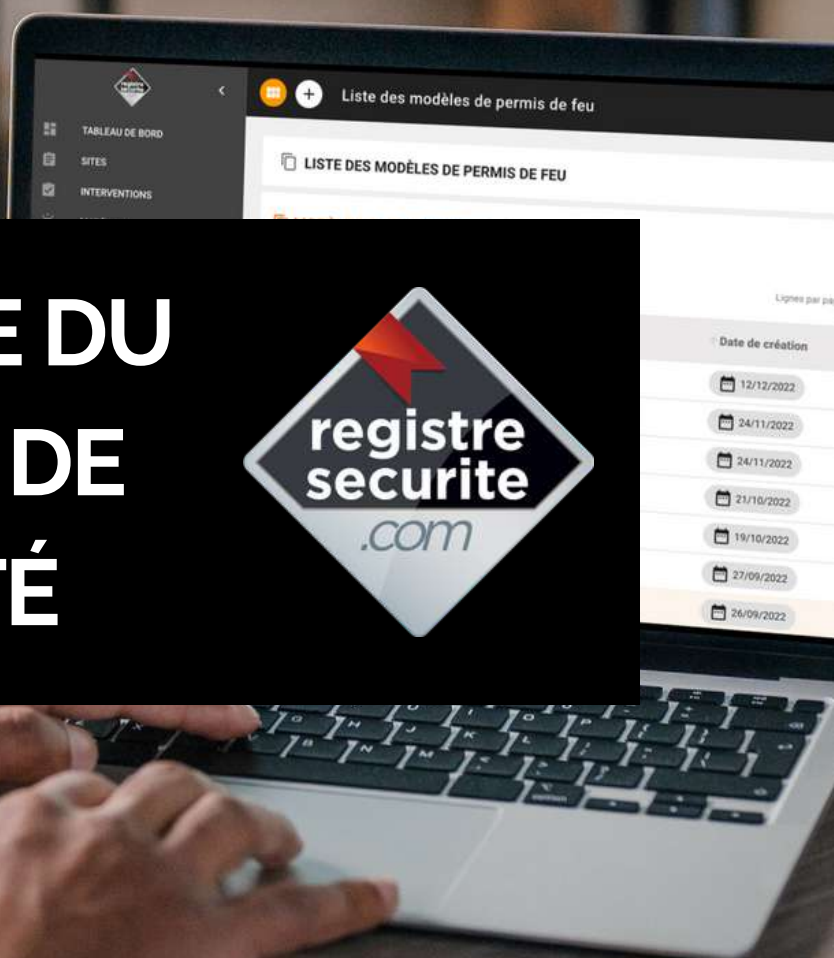 Liste des modèles de permis de feu
TABLEAU DE BORD
SITES
INTERVENTIONS
LISTE DES MODÈLES DE PERMIS DE FEU
Lignes par pa
Date de création
12/12/2022
24/11/2022
24/11/2022
21/10/2022
19/10/2022
27/09/2022
26/09/2022
E DU
DE
TÉ
registre
securite
.com